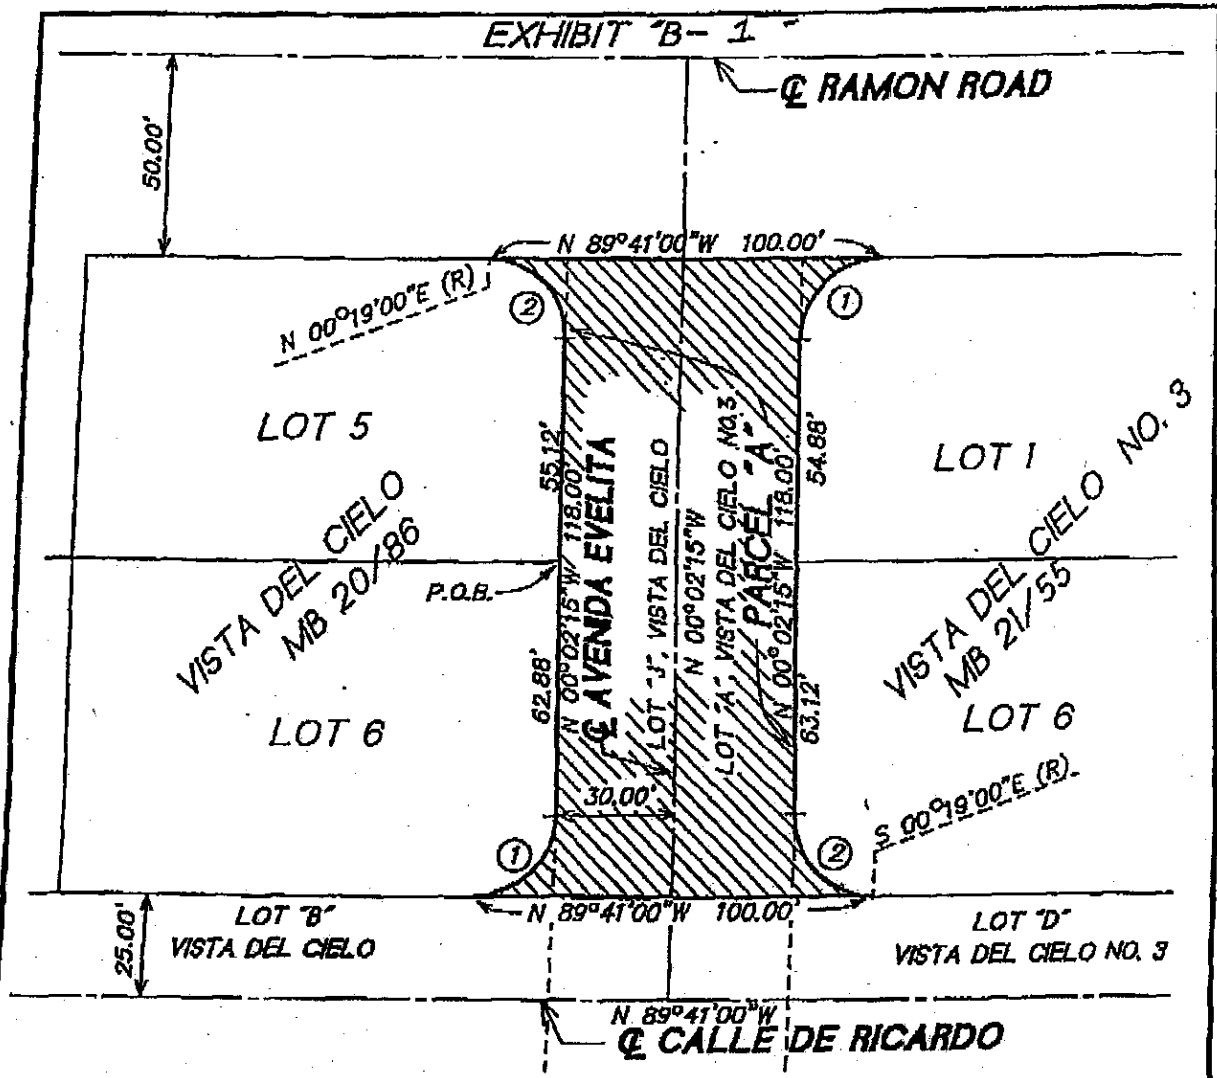 EXHIBIT "B- 1 "
℄ RAMON ROAD
50.00'
N 89°41'00"W 100.00'
N 00°19'00"E (R)
2
1
LOT 5
LOT 1
55.12'
N 00°02'15"W 118.00'
℄ AVENIDA EVELITA
LOT "J", VISTA DEL CIELO
N 00°02'15"W
LOT "A" VISTA DEL CIELO NO.3
PARCEL "A"
N 00°02'15"W 118.00'
54.88'
VISTA DEL CIELO
MB 20/86
VISTA DEL CIELO NO. 3
MB 21/55
P.O.B.
62.88'
63.12'
LOT 6
LOT 6
30.00'
S 00°19'00"E (R)
1
2
N 89°41'00"W 100.00'
25.00'
LOT "B"
VISTA DEL CIELO
LOT "D"
VISTA DEL CIELO NO. 3
N 89°41'00"W
℄ CALLE DE RICARDO